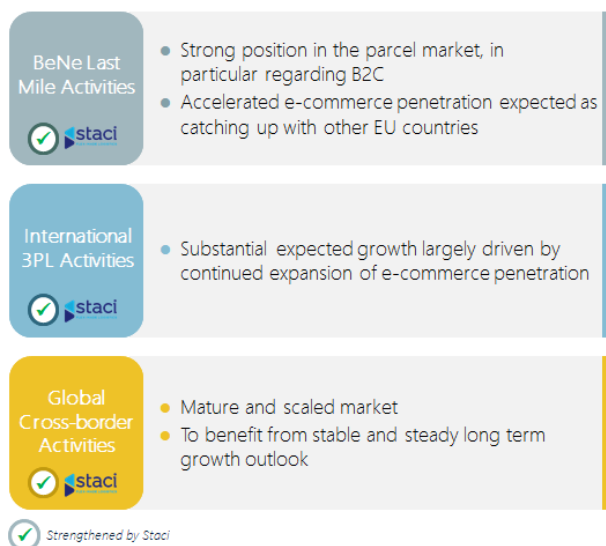 BeNe Last
Mile Activities
staci
Strong position in the parcel market, in
particular regarding B2C
Accelerated e-commerce penetration expected as
catching up with other EU countries
International
3PL Activities
staci
Substantial expected growth largely driven by
continued expansion of e-commerce penetration
Global
Cross-border
Activities
staci
Mature and scaled market
To benefit from stable and steady long term
growth outlook
Strengthened by Staci